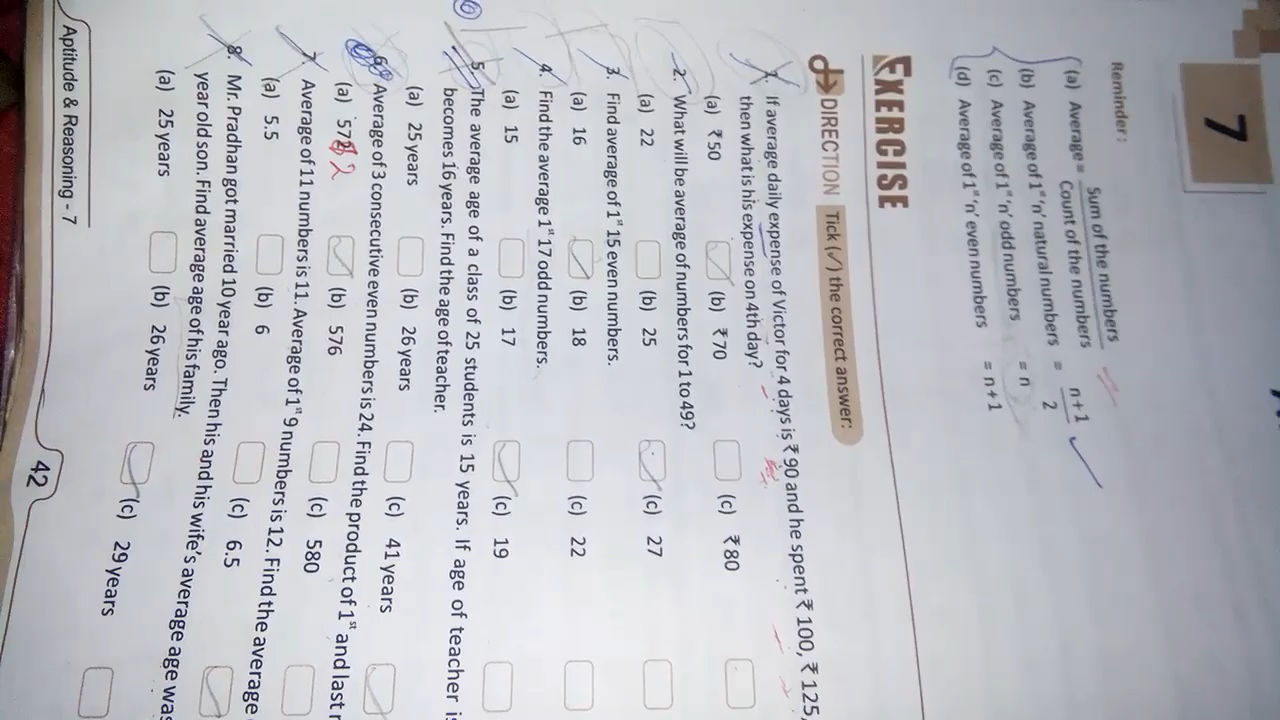 7
Reminder :
(a) Average = Sum of the numbers / Count of the numbers
(b) Average of 1st 'n' natural numbers = n+1 / 2
(c) Average of 1st 'n' odd numbers = n
(d) Average of 1st 'n' even numbers = n+1
EXERCISE
DIRECTION Tick (✓) the correct answer:
1. If average daily expense of Victor for 4 days is ₹ 90 and he spent ₹ 100, ₹ 125,
then what is his expense on 4th day?
(a) ₹50 (b) ₹70 (c) ₹80
2. What will be average of numbers for 1 to 49?
(a) 22 (b) 25 (c) 27
3. Find average of 1st 15 even numbers.
(a) 16 (b) 18 (c) 22
4. Find the average 1st 17 odd numbers.
(a) 15 (b) 17 (c) 19
6
5. The average age of a class of 25 students is 15 years. If age of teacher is
becomes 16 years. Find the age of teacher.
(a) 25 years (b) 26 years (c) 41 years
6. Average of 3 consecutive even numbers is 24. Find the product of 1st and last
(a) 572 (b) 576 (c) 580
7. Average of 11 numbers is 11. Average of 1st 9 numbers is 12. Find the average
(a) 5.5 (b) 6 (c) 6.5
8. Mr. Pradhan got married 10 year ago. Then his and his wife's average age was
year old son. Find average age of his family.
(a) 25 years (b) 26 years (c) 29 years
Aptitude & Reasoning - 7
42